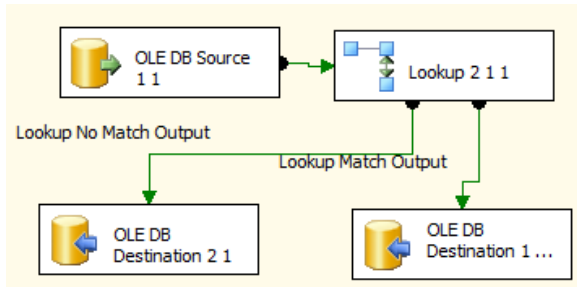 OLE DB Source
1 1
Lookup 2 1 1
Lookup No Match Output
Lookup Match Output
OLE DB
Destination 2 1
OLE DB
Destination 1 ...